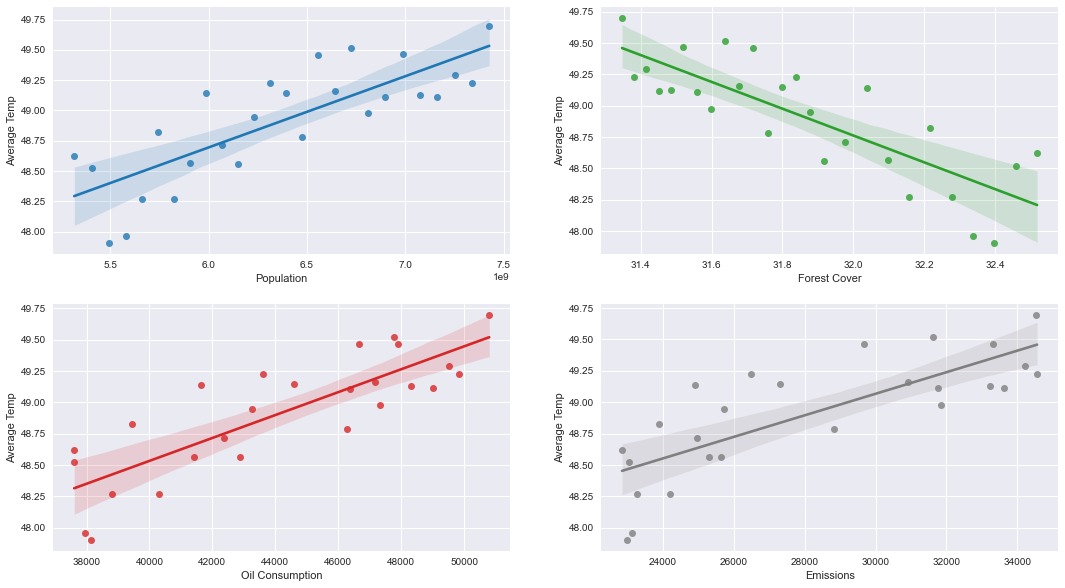 49.75
49.50
49.25
49.00
48.75
48.50
48.25
48.00
Average Temp
5.5 6.0 6.5 7.0 7.5
1e9
Population
49.75
49.50
49.25
49.00
48.75
48.50
48.25
48.00
Average Temp
31.4 31.6 31.8 32.0 32.2 32.4
Forest Cover
49.75
49.50
49.25
49.00
48.75
48.50
48.25
48.00
Average Temp
38000 40000 42000 44000 46000 48000 50000
Oil Consumption
49.75
49.50
49.25
49.00
48.75
48.50
48.25
48.00
Average Temp
24000 26000 28000 30000 32000 34000
Emissions